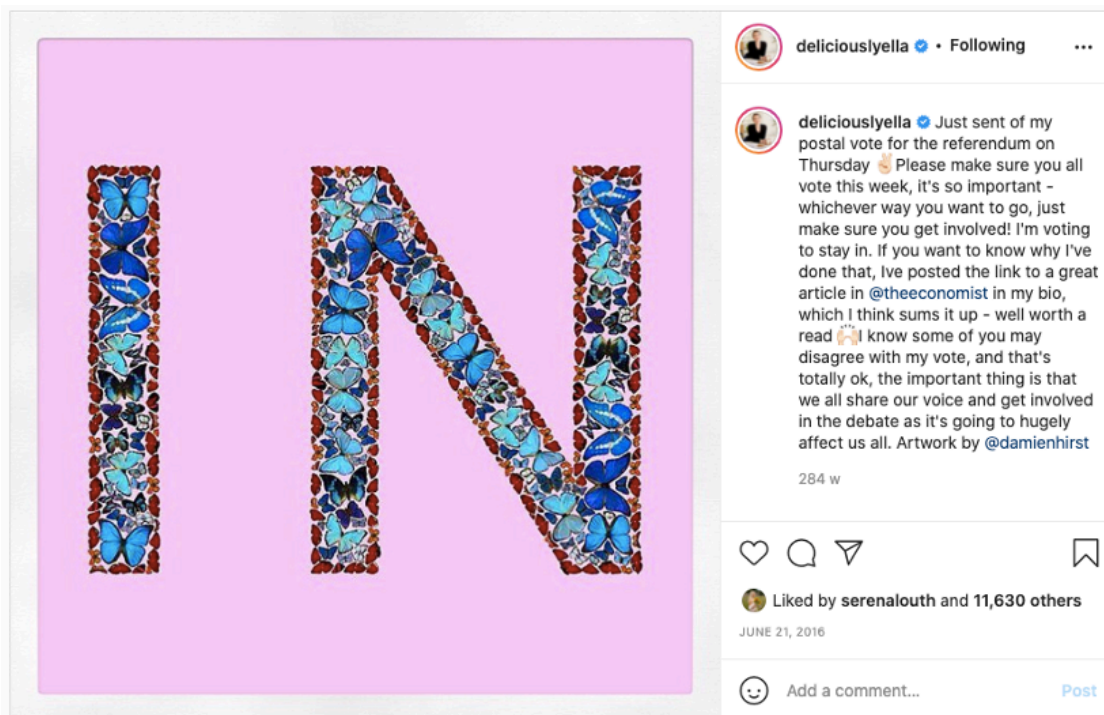 IN
deliciouslyella • Following
deliciouslyella Just sent of my
postal vote for the referendum on
Thursday ✌🏻Please make sure you all
vote this week, it's so important -
whichever way you want to go, just
make sure you get involved! I'm voting
to stay in. If you want to know why I've
done that, Ive posted the link to a great
article in @theeconomist in my bio,
which I think sums it up - well worth a
read 🙌🏻I know some of you may
disagree with my vote, and that's
totally ok, the important thing is that
we all share our voice and get involved
in the debate as it's going to hugely
affect us all. Artwork by @damienhirst
284 w
Liked by serenalouth and 11,630 others
JUNE 21, 2016
Add a comment...
Post